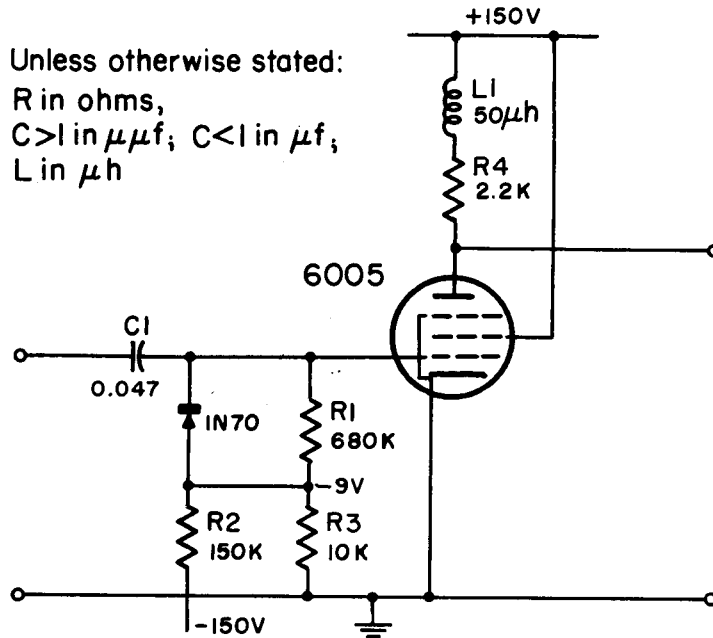 +150V
Unless otherwise stated:
R in ohms,
C>1 in μμf; C<1 in μf;
L in μh
L1
50μh
R4
2.2K
6005
C1
0.047
1N70
R1
680K
-9V
R2
150K
R3
10K
-150V